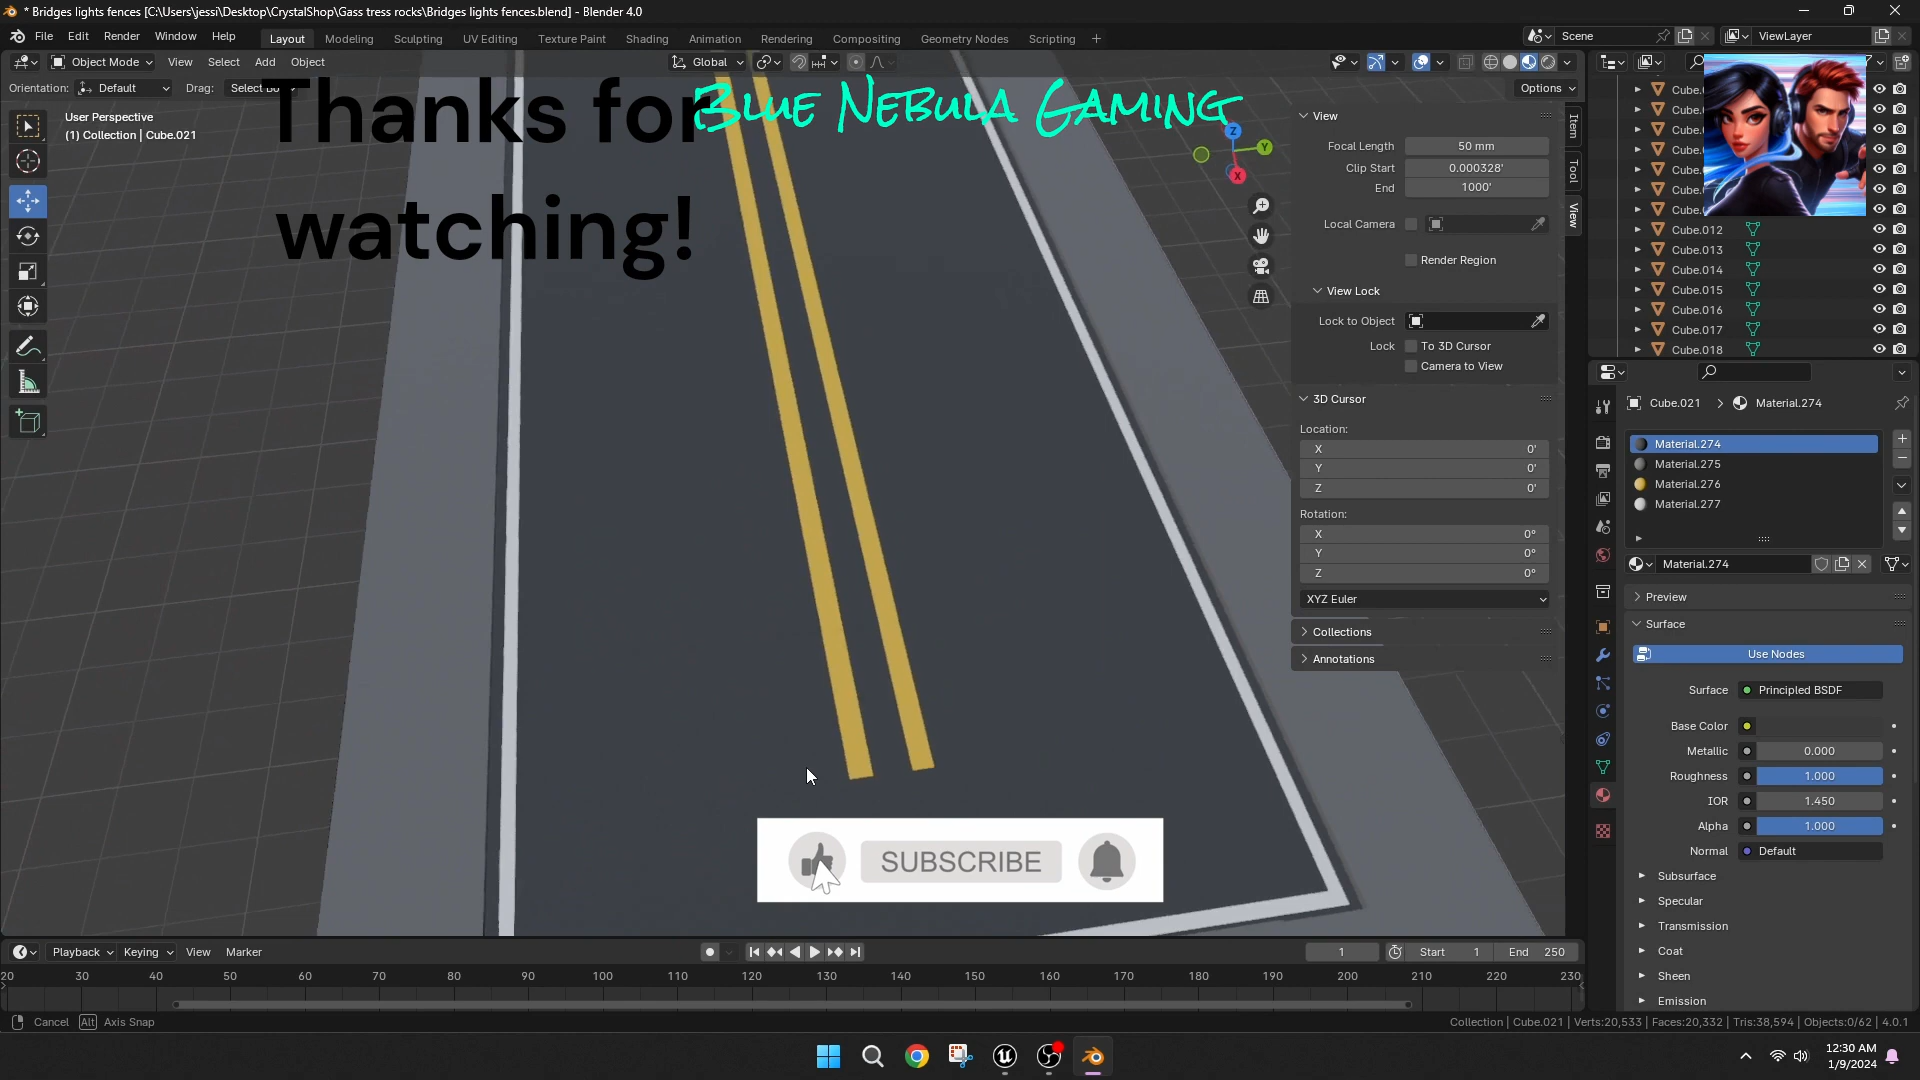 * Bridges lights fences [C:\Users\jessi\Desktop\CrystalShop\Gass tress rocks\Bridges lights fences.blend] - Blender 4.0
File Edit Render Window Help
Layout Modeling Sculpting UV Editing Texture Paint Shading Animation Rendering Compositing Geometry Nodes Scripting +
Scene
ViewLayer
Object Mode View Select Add Object
Global
Orientation: Default Drag:
Options
User Perspective
(1) Collection | Cube.021
Thanks for
watching!
Blue Nebula Gaming
Z
Y
X
View
Focal Length 50 mm
Clip Start 0.000328'
End 1000'
Local Camera
Render Region
View Lock
Lock to Object
Lock To 3D Cursor
Camera to View
3D Cursor
Location:
X 0'
Y 0'
Z 0'
Rotation:
X 0°
Y 0°
Z 0°
XYZ Euler
Collections
Annotations
Item
Tool
View
Cube.012
Cube.013
Cube.014
Cube.015
Cube.016
Cube.017
Cube.018
Cube.021 > Material.274
Material.274
Material.275
Material.276
Material.277
Material.274
Preview
Surface
Use Nodes
Surface Principled BSDF
Base Color
Metallic 0.000
Roughness 1.000
IOR 1.450
Alpha 1.000
Normal Default
Subsurface
Specular
Transmission
Coat
Sheen
Emission
SUBSCRIBE
Playback Keying View Marker
1 Start 1 End 250
20 30 40 50 60 70 80 90 100 110 120 130 140 150 160 170 180 190 200 210 220 230
Cancel Alt Axis Snap
Collection | Cube.021 | Verts:20,533 | Faces:20,332 | Tris:38,594 | Objects:0/62 | 4.0.1
12:30 AM
1/9/2024